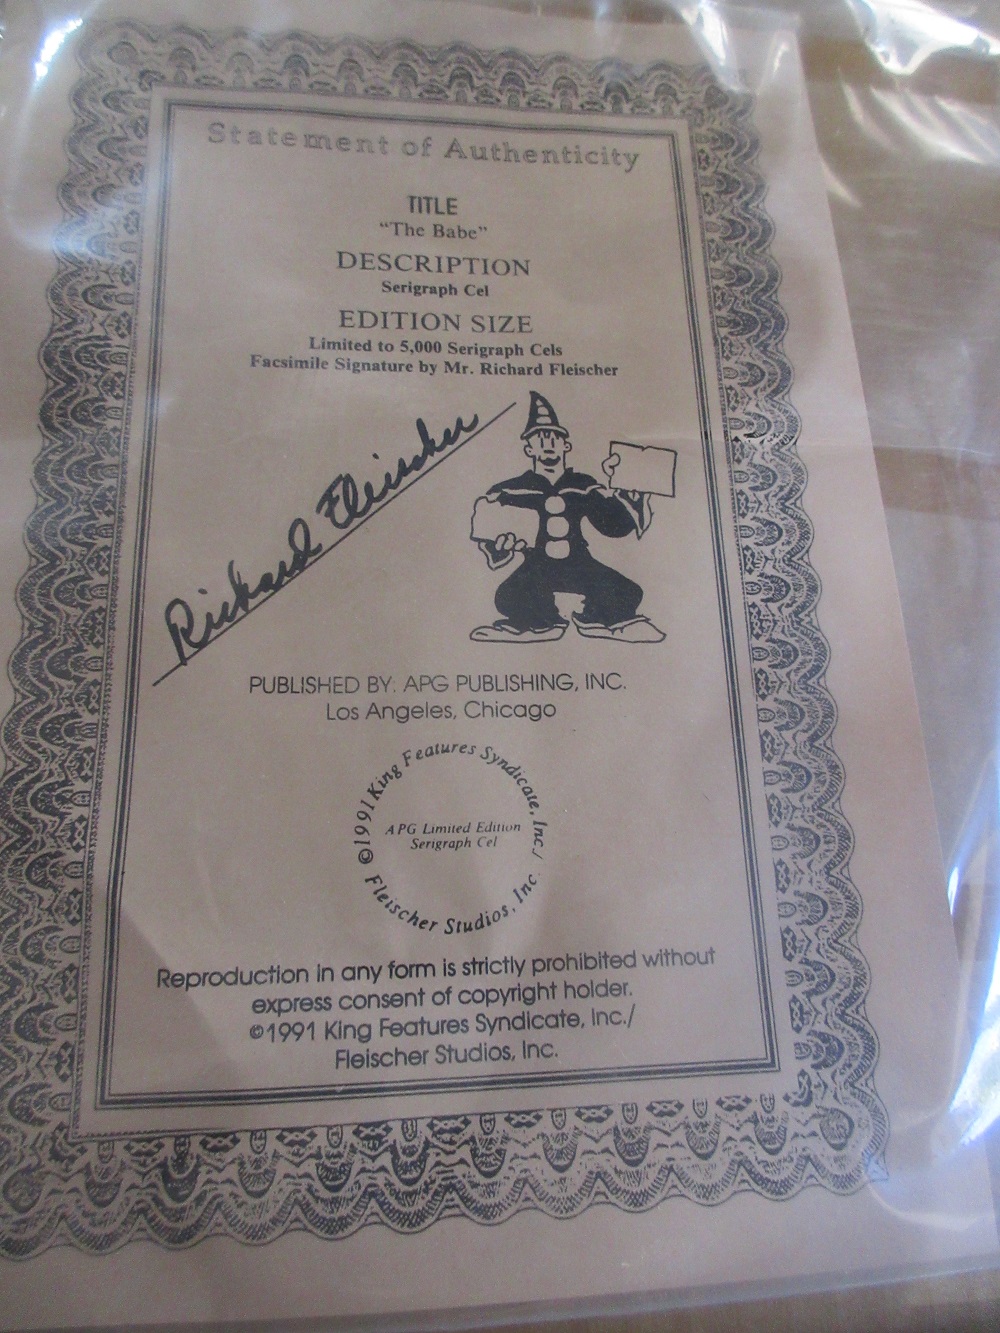 Statement of Authenticity
TITLE
“The Babe”
DESCRIPTION
Serigraph Cel
EDITION SIZE
Limited to 5,000 Serigraph Cels
Facsimile Signature by Mr. Richard Fleischer
Richard Fleischer
PUBLISHED BY: APG PUBLISHING, INC.
Los Angeles, Chicago
©1991 King Features Syndicate, Inc./
Fleischer Studios, Inc.
APG Limited Edition
Serigraph Cel
Reproduction in any form is strictly prohibited without
express consent of copyright holder.
©1991 King Features Syndicate, Inc./
Fleischer Studios, Inc.